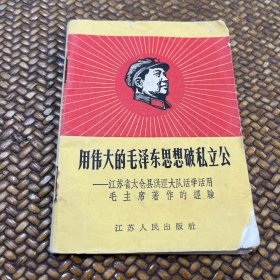 用伟大的毛泽东思想破私立公
——江苏省太仓县洪泾大队活学活用
毛主席著作的经验
江苏人民出版社